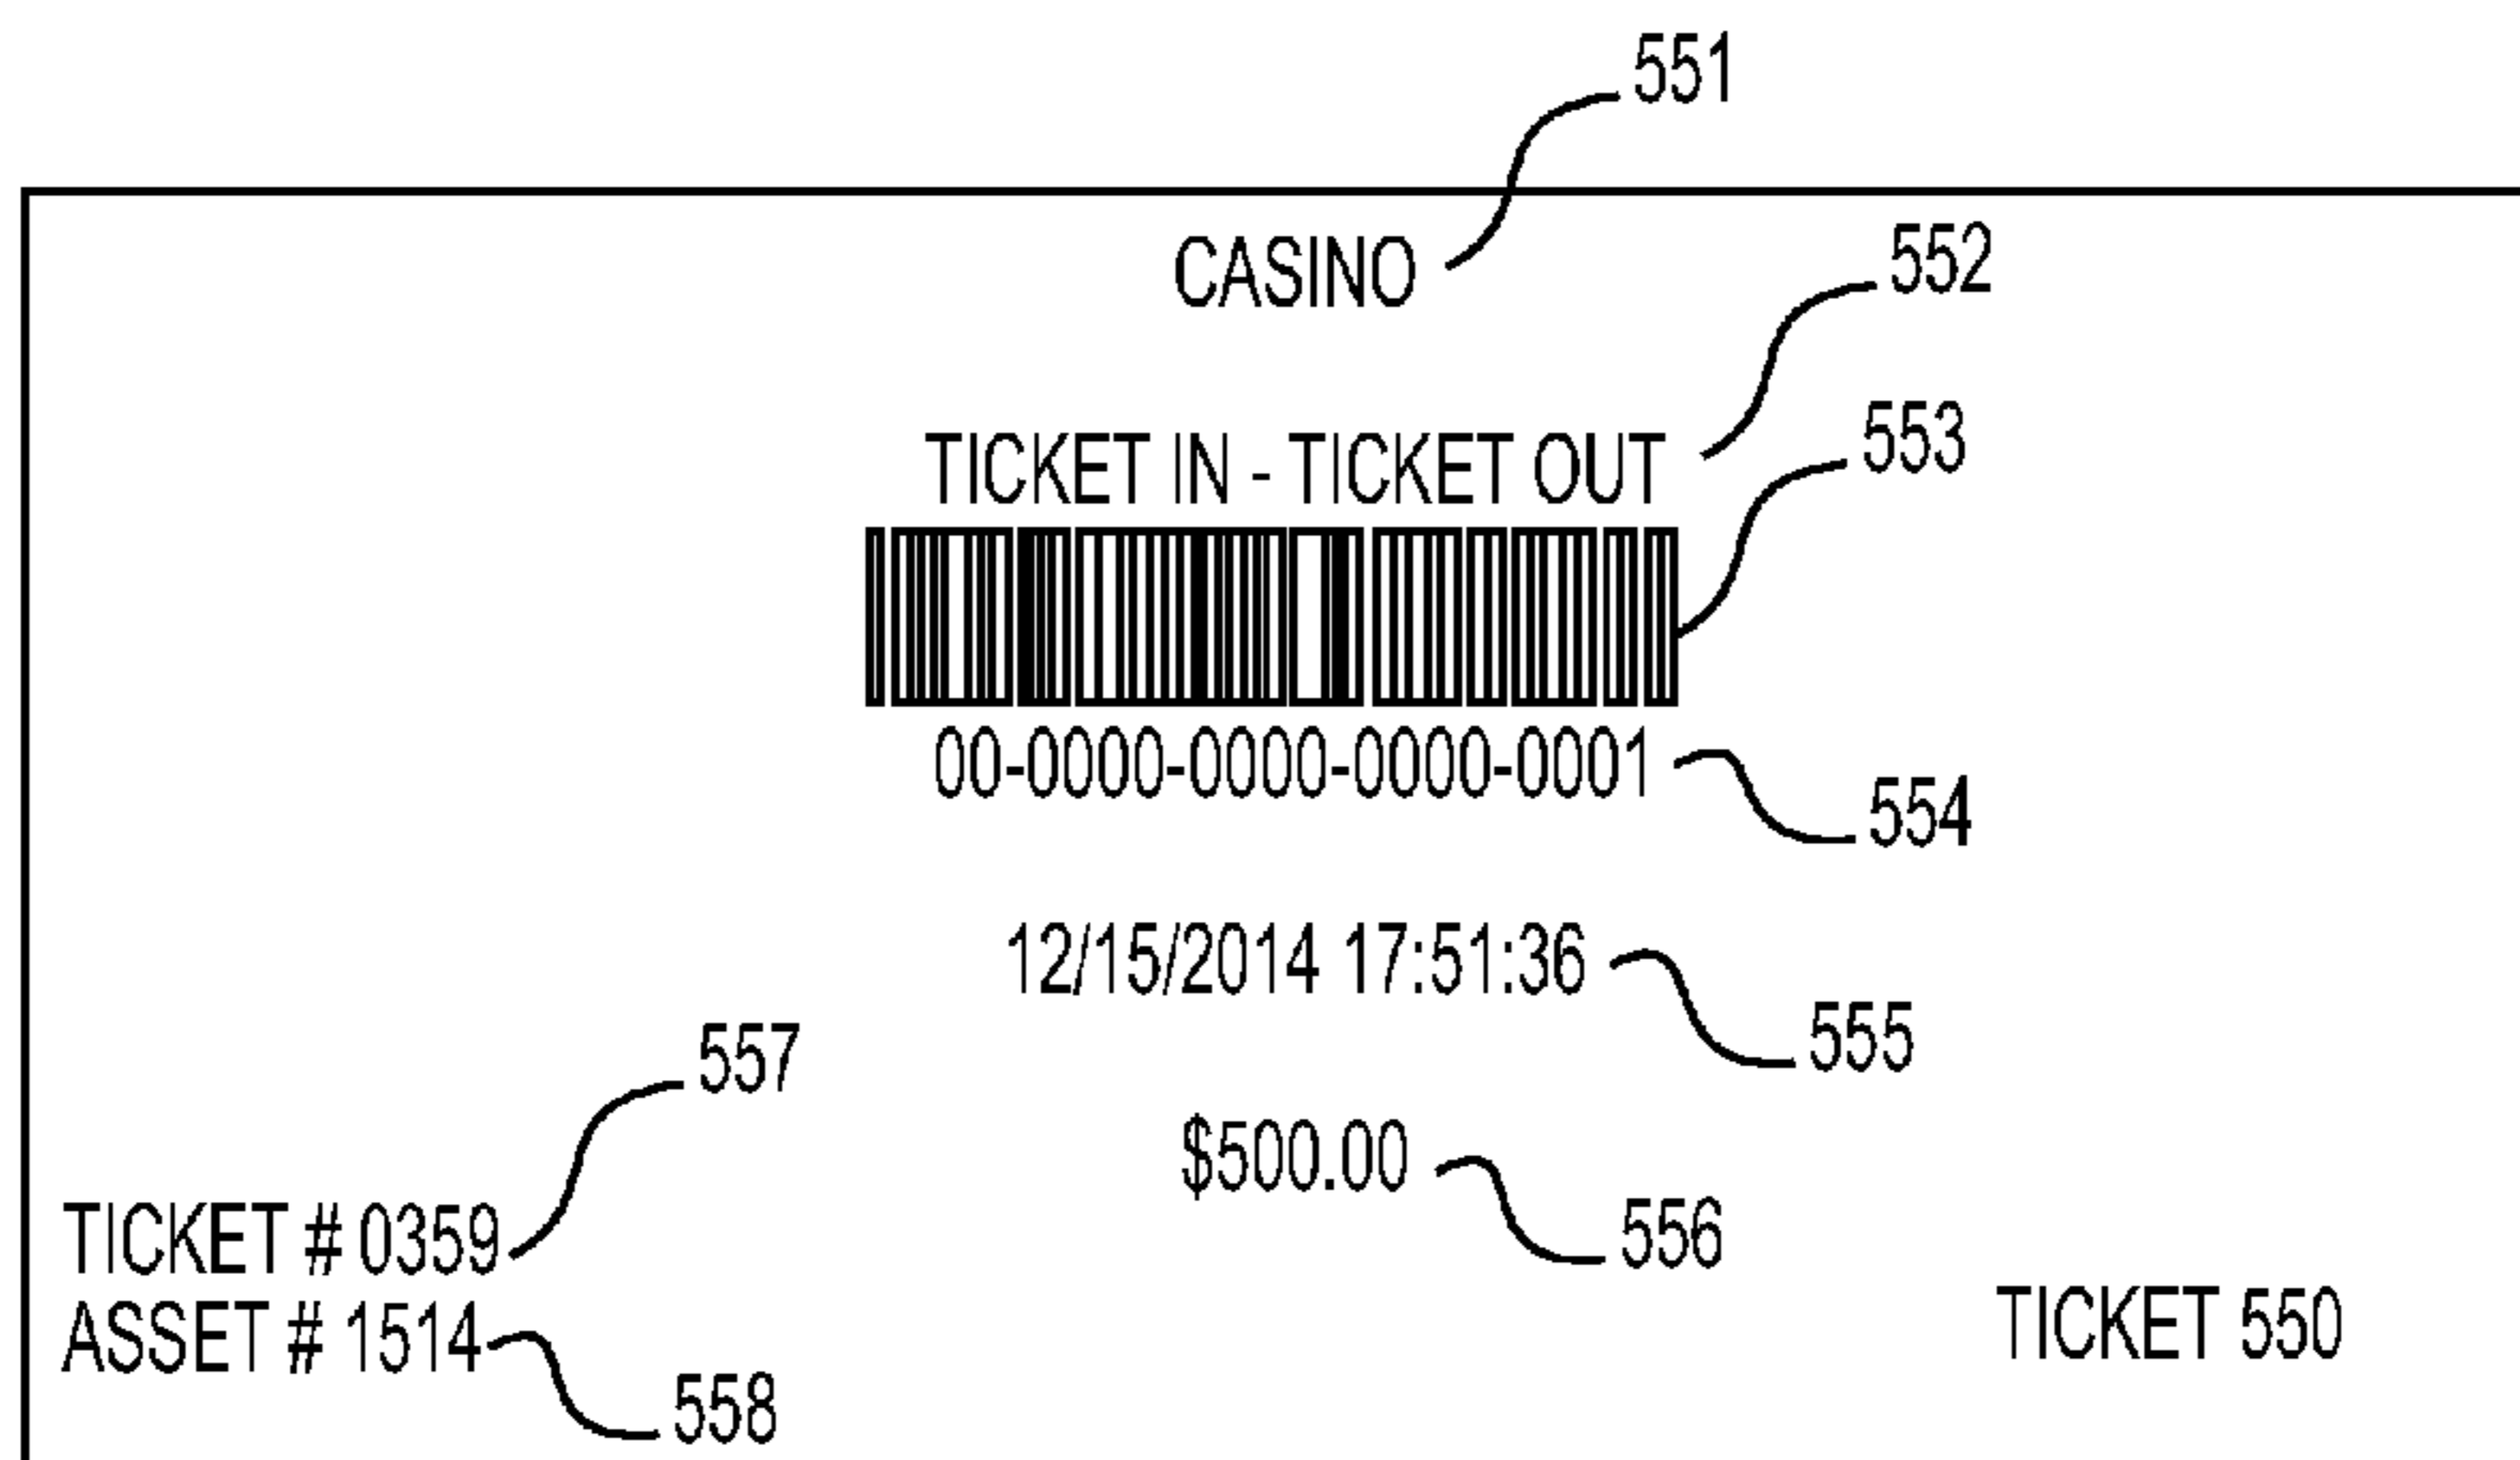 551
CASINO
552
TICKET IN - TICKET OUT
553
00-0000-0000-0000-0001
554
12/15/2014 17:51:36
555
557
$500.00
556
TICKET # 0359
ASSET # 1514
TICKET 550
558